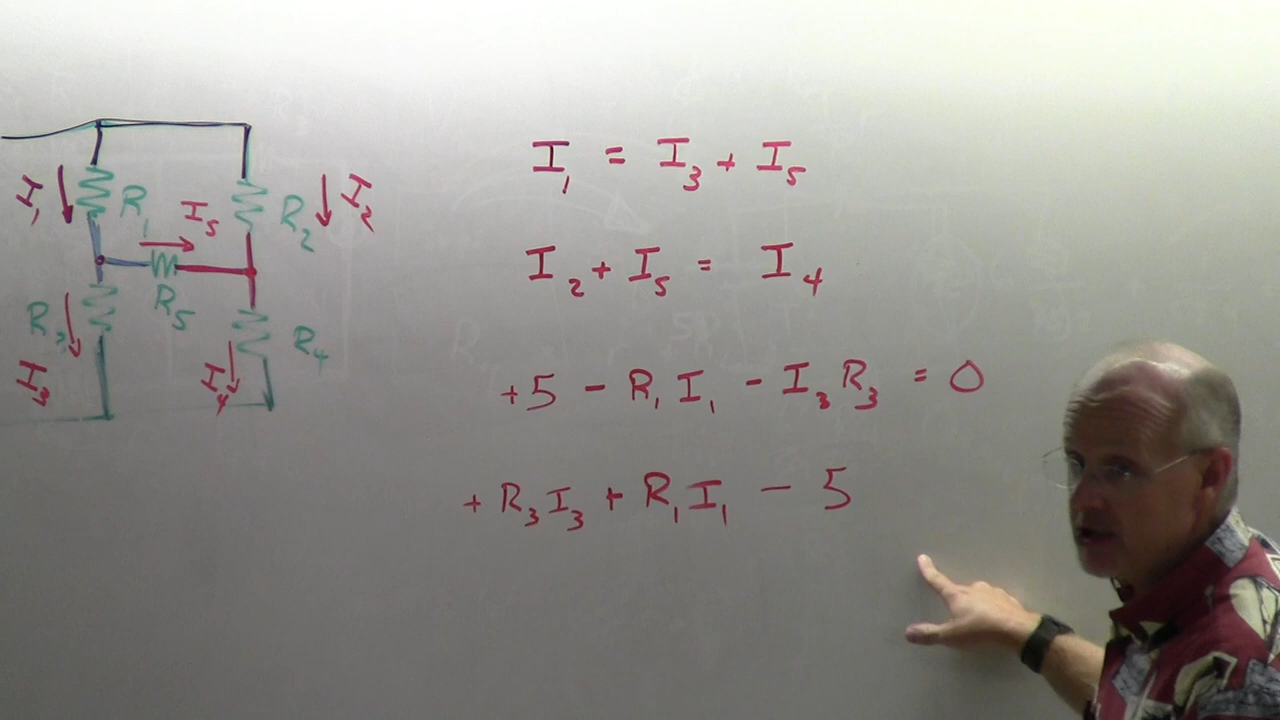 I₁ R₁ I₅ R₂ I₂
R₃ R₅ R₄
I₃ I₄
I₁ = I₃ + I₅
I₂ + I₅ = I₄
+5 - R₁ I₁ - I₃ R₃ = 0
+ R₃ I₃ + R₁ I₁ - 5